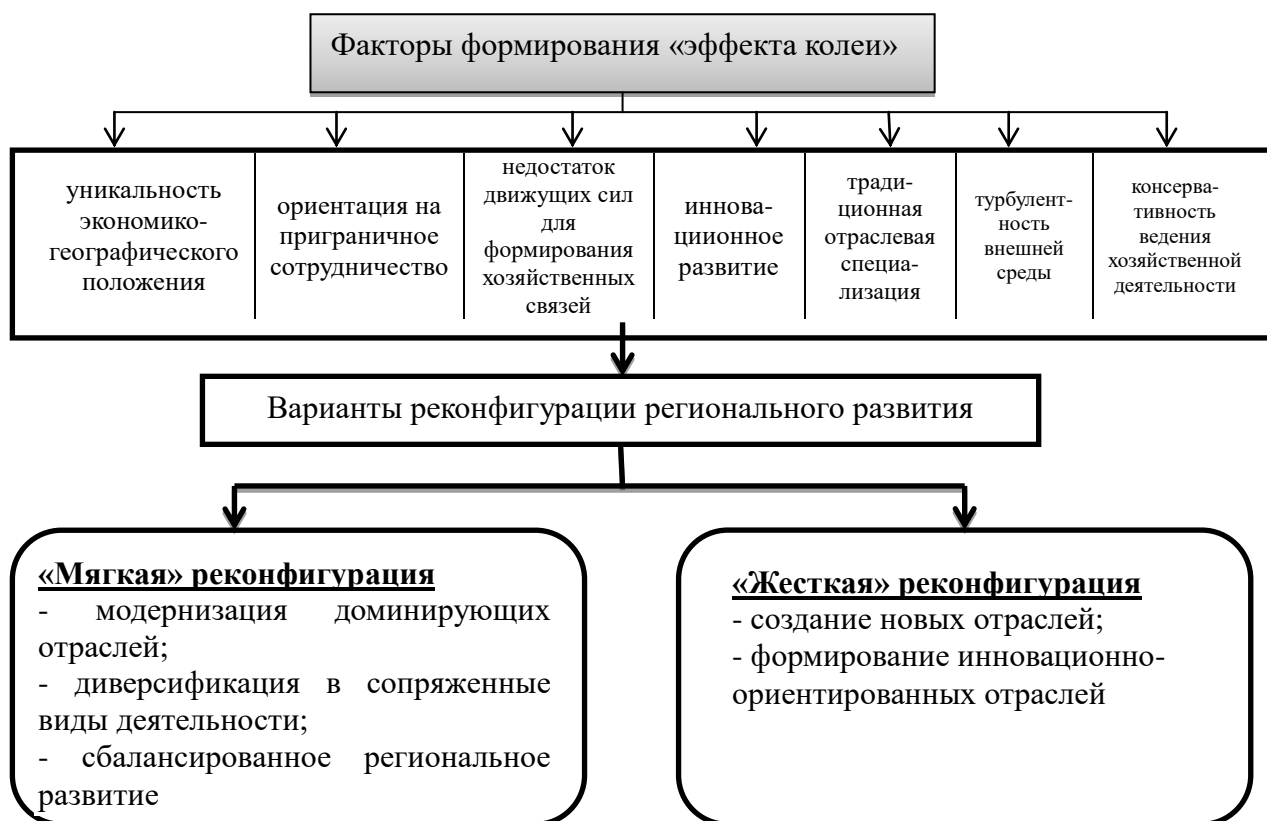 Факторы формирования «эффекта колеи»
уникальность
экономико-
географического
положения
ориентация на
приграничное
сотрудничество
недостаток
движущих сил
для
формирования
хозяйственных
связей
иннова-
циионное
развитие
тради-
ционная
отраслевая
специа-
лизация
турбулент-
ность
внешней
среды
консерва-
тивность
ведения
хозяйственной
деятельности
Варианты реконфигурации регионального развития
«Мягкая» реконфигурация
- модернизация доминирующих
отраслей;
- диверсификация в сопряженные
виды деятельности;
- сбалансированное региональное
развитие
«Жесткая» реконфигурация
- создание новых отраслей;
- формирование инновационно-
ориентированных отраслей